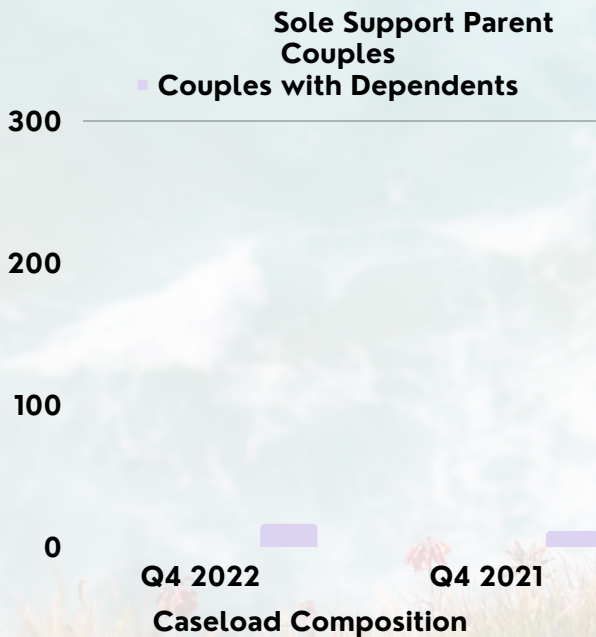 Sole Support Parent
Couples
Couples with Dependents
300
200
100
0
Q4 2022 Q4 2021
Caseload Composition